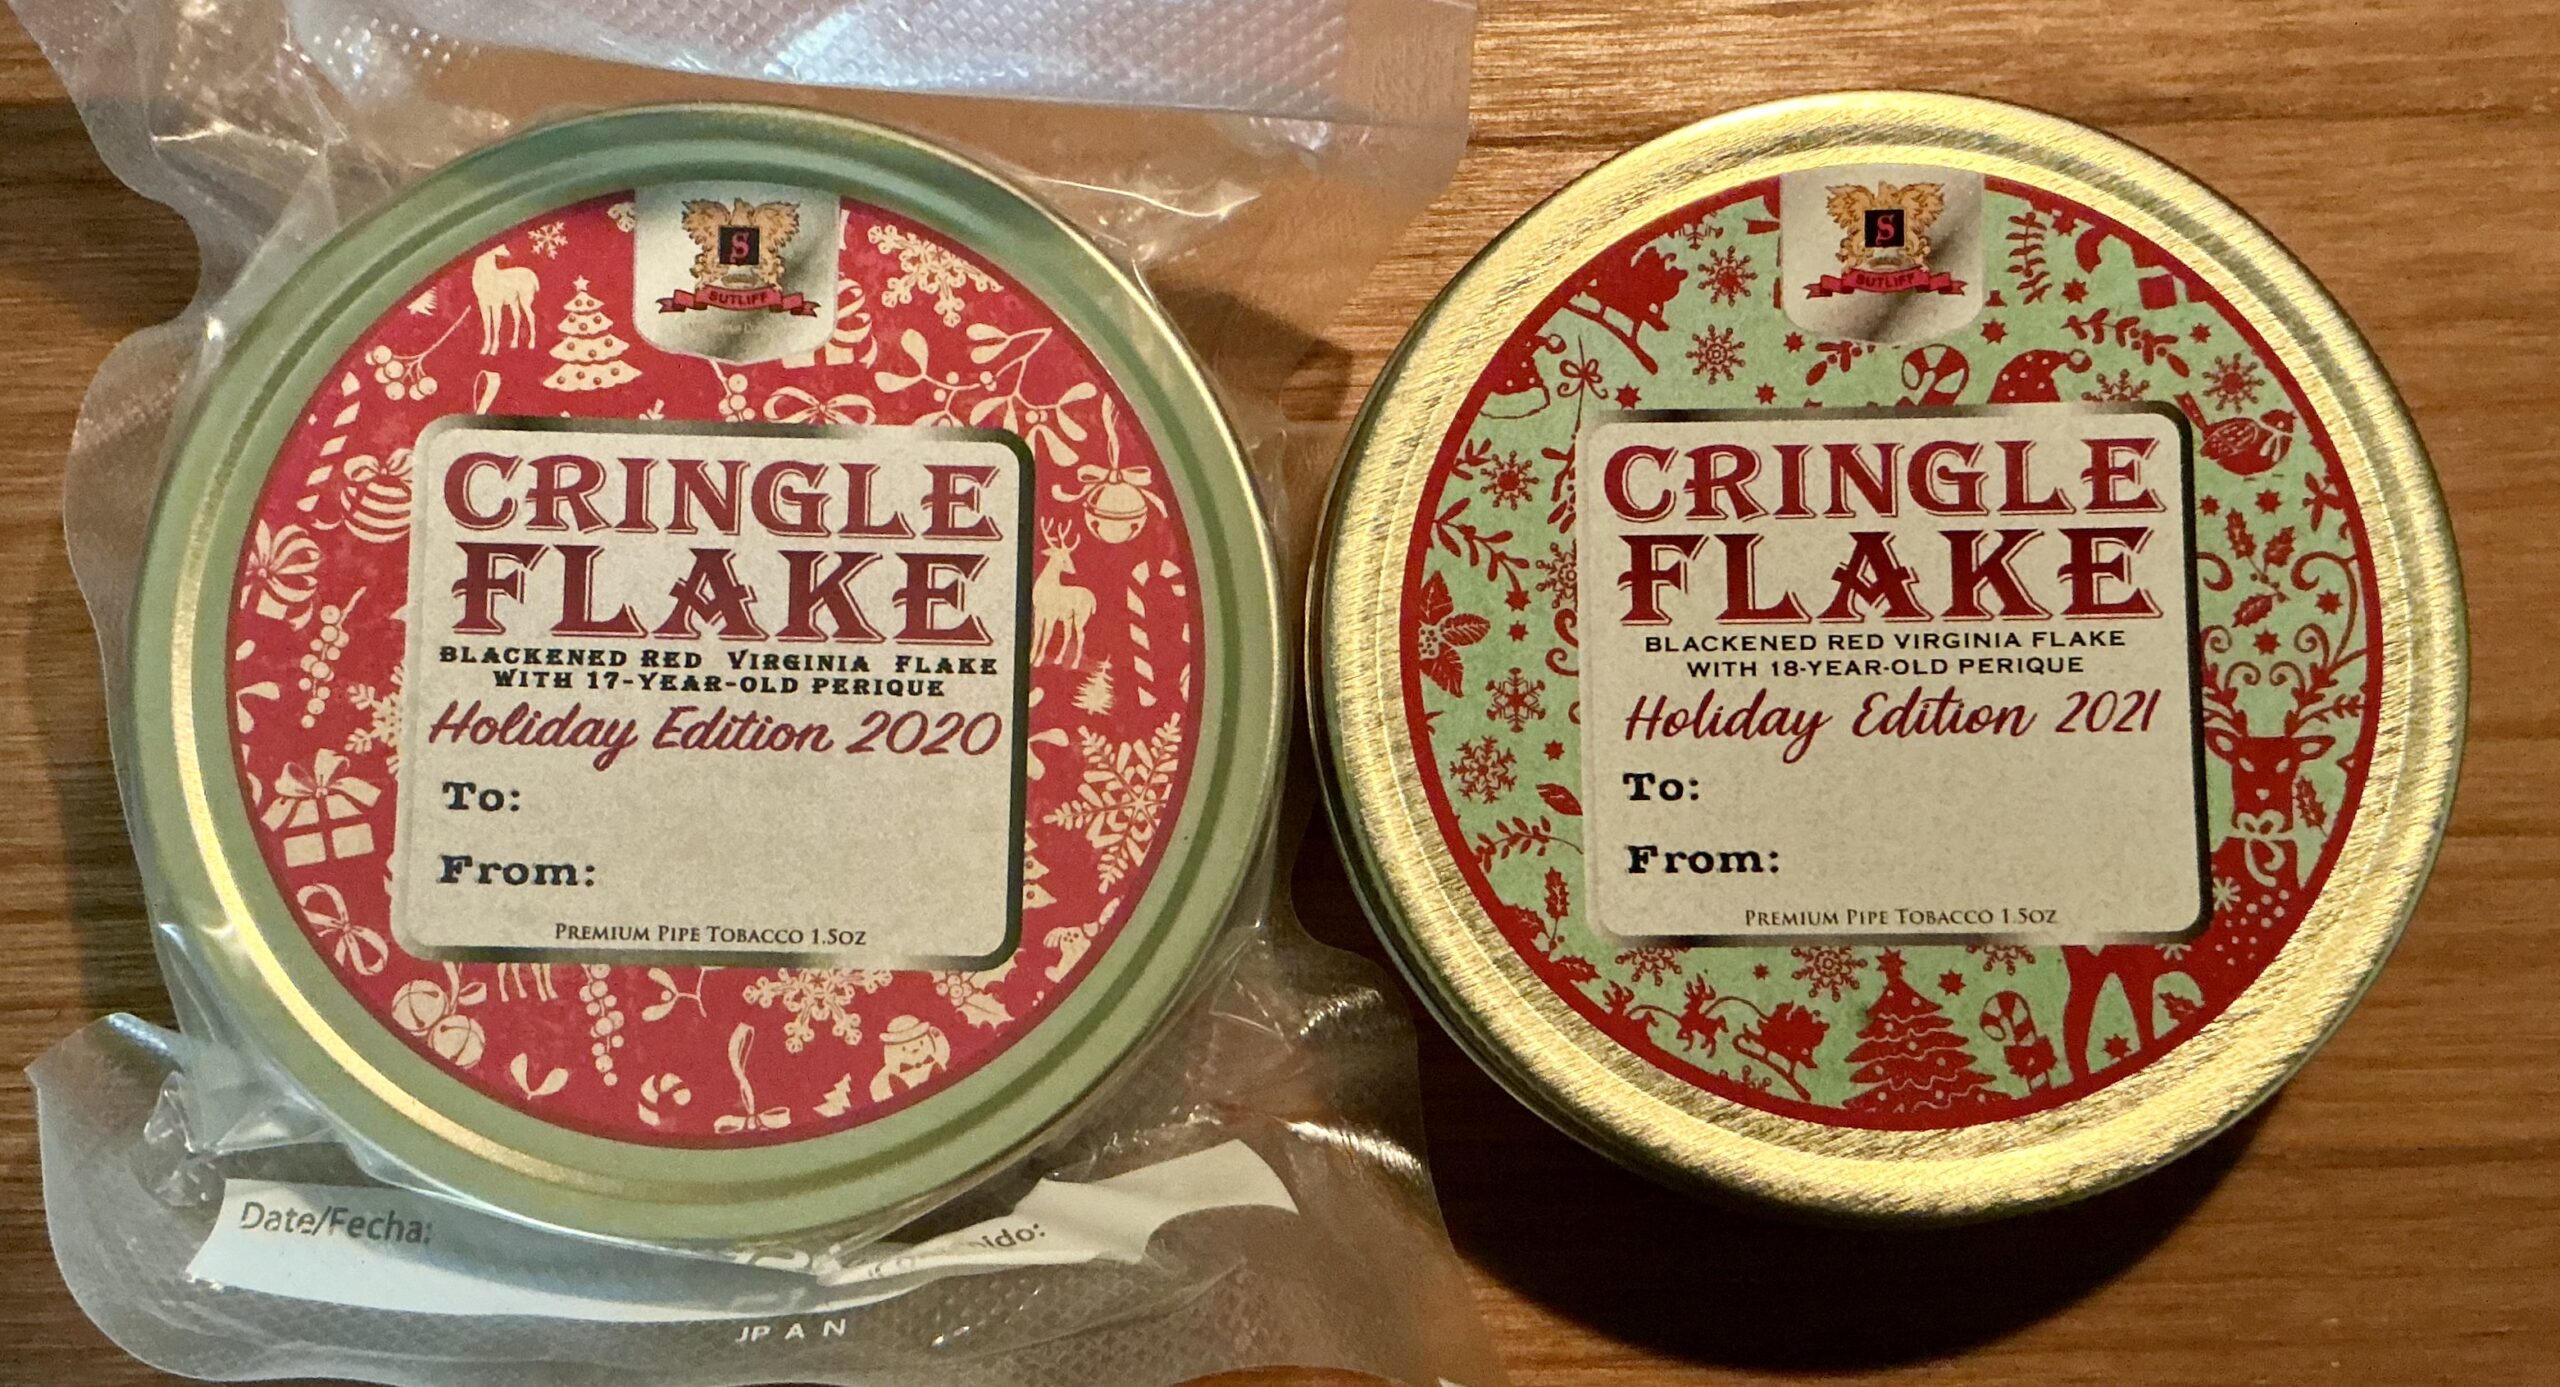 S
SUTLIFF
CRINGLE
FLAKE
BLACKENED RED VIRGINIA FLAKE
WITH 17-YEAR-OLD PERIQUE
Holiday Edition 2020
To:
From:
PREMIUM PIPE TOBACCO 1.5OZ
Date/Fecha:
nido:
JP A N
S
SUTLIFF
CRINGLE
FLAKE
BLACKENED RED VIRGINIA FLAKE
WITH 18-YEAR-OLD PERIQUE
Holiday Edition 2021
To:
From:
PREMIUM PIPE TOBACCO 1.5OZ